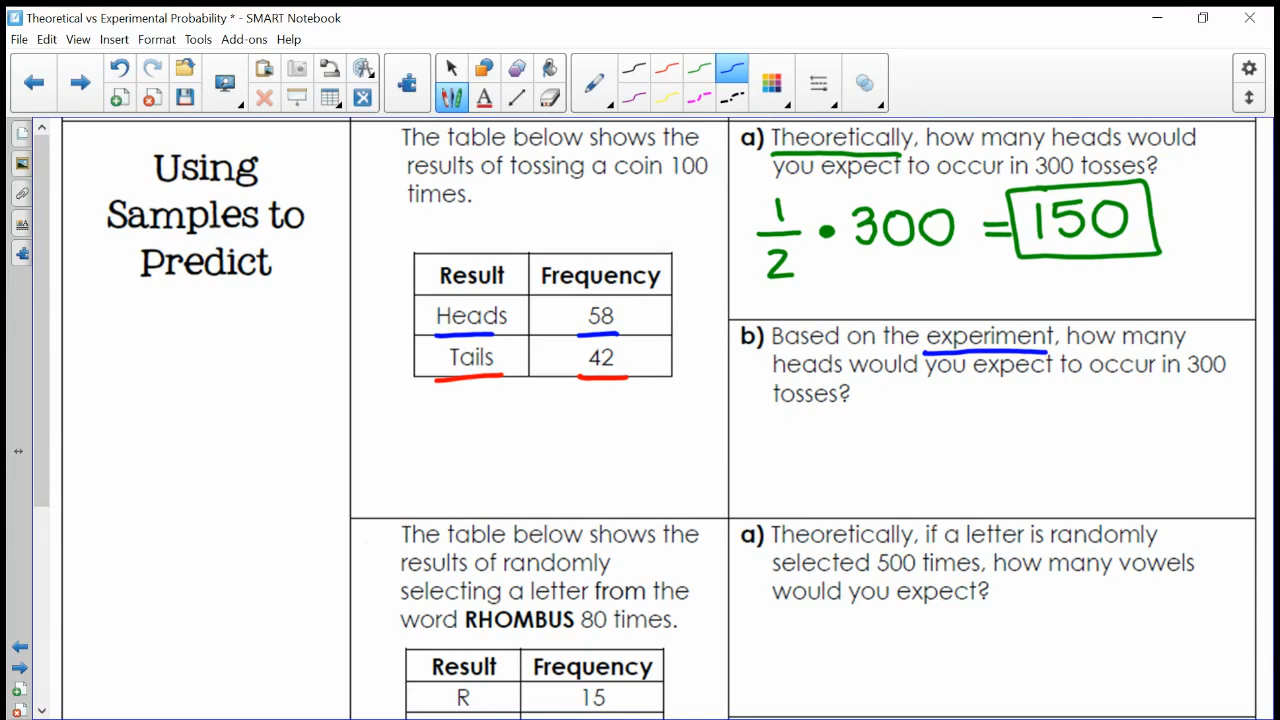 Theoretical vs Experimental Probability * - SMART Notebook
File Edit View Insert Format Tools Add-ons Help
Using
Samples to
Predict
The table below shows the
results of tossing a coin 100
times.
Result Frequency
Heads 58
Tails 42
a) Theoretically, how many heads would
you expect to occur in 300 tosses?
1/2 • 300 = 150
b) Based on the experiment, how many
heads would you expect to occur in 300
tosses?
The table below shows the
results of randomly
selecting a letter from the
word RHOMBUS 80 times.
Result Frequency
R 15
a) Theoretically, if a letter is randomly
selected 500 times, how many vowels
would you expect?